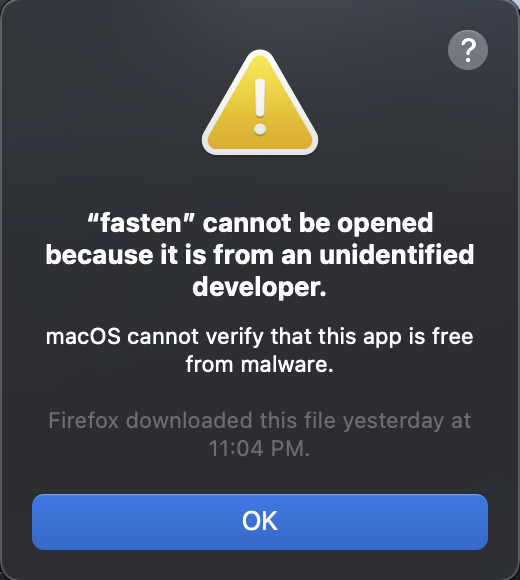 ?
“fasten” cannot be opened
because it is from an unidentified
developer.
macOS cannot verify that this app is free
from malware.
Firefox downloaded this file yesterday at
11:04 PM.
OK